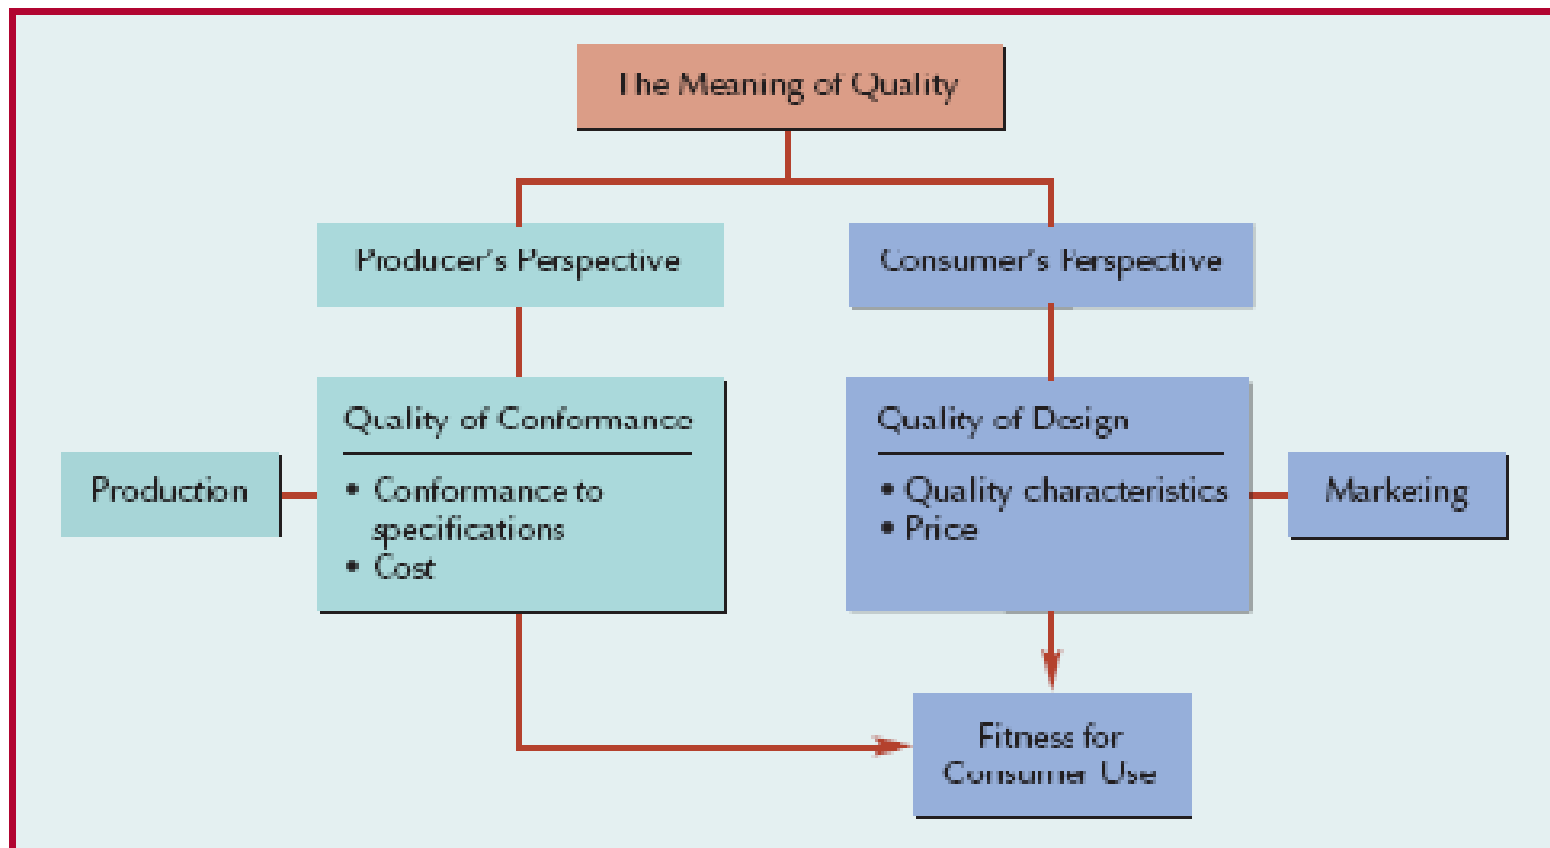 The Meaning of Quality
Producer's Perspective
Consumer's Perspective
Quality of Conformance
• Conformance to
specifications
• Cost
Production
Quality of Design
• Quality characteristics
• Price
Marketing
Fitness for
Consumer Use